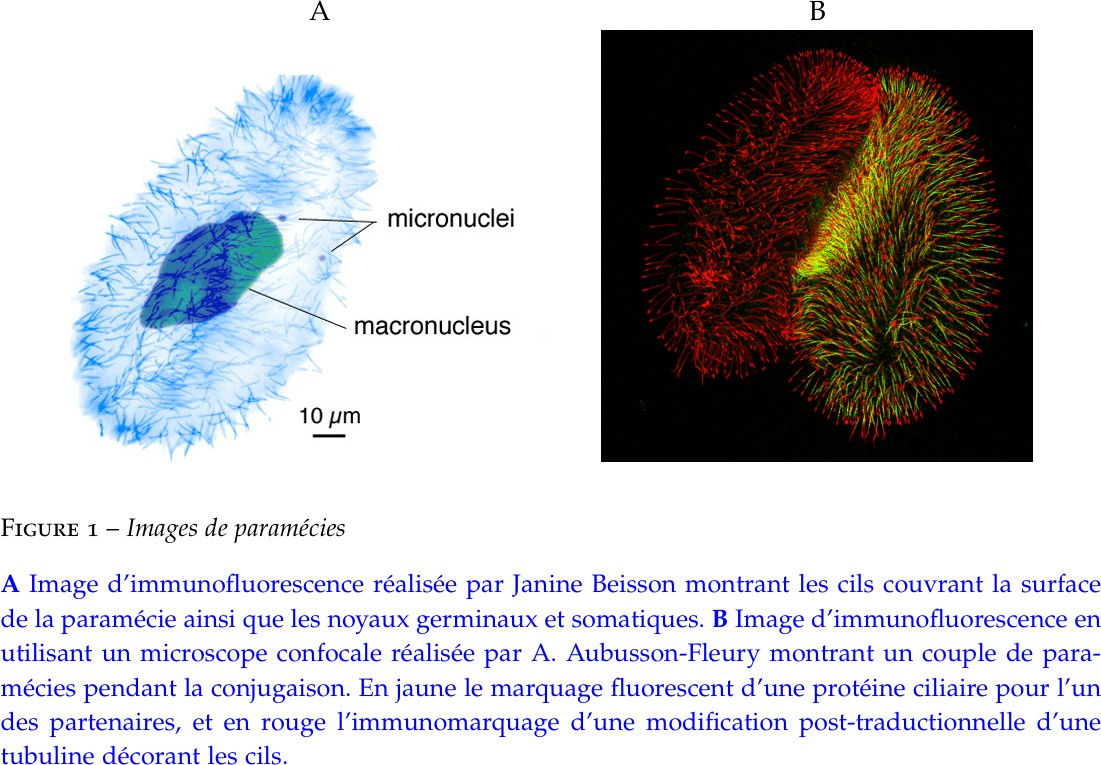 A
B
micronuclei
macronucleus
10 µm
FIGURE 1 – Images de paramécies
A Image d'immunofluorescence réalisée par Janine Beisson montrant les cils couvrant la surface
de la paramécie ainsi que les noyaux germinaux et somatiques. B Image d'immunofluorescence en
utilisant un microscope confocale réalisée par A. Aubusson-Fleury montrant un couple de para-
mécies pendant la conjugaison. En jaune le marquage fluorescent d'une protéine ciliaire pour l'un
des partenaires, et en rouge l'immunomarquage d'une modification post-traductionnelle d'une
tubuline décorant les cils.